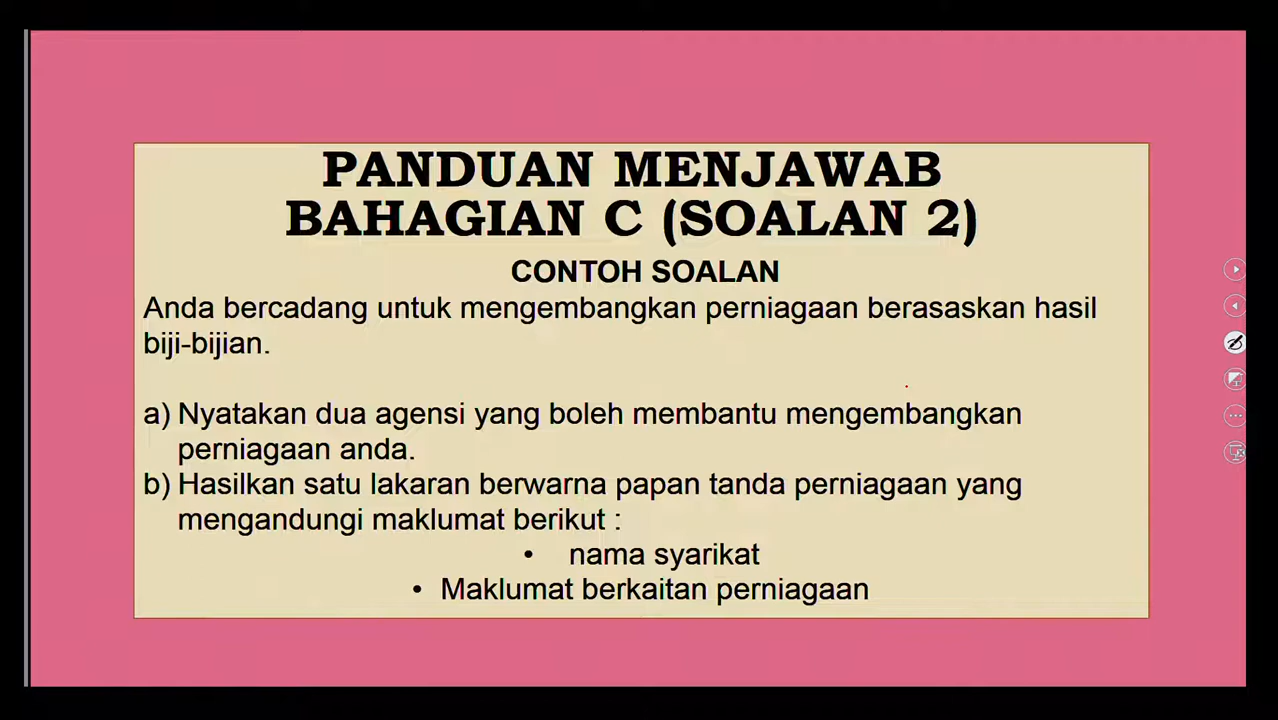 PANDUAN MENJAWAB
BAHAGIAN C (SOALAN 2)
CONTOH SOALAN
Anda bercadang untuk mengembangkan perniagaan berasaskan hasil
biji-bijian.
a) Nyatakan dua agensi yang boleh membantu mengembangkan
perniagaan anda.
b) Hasilkan satu lakaran berwarna papan tanda perniagaan yang
mengandungi maklumat berikut :
• nama syarikat
• Maklumat berkaitan perniagaan